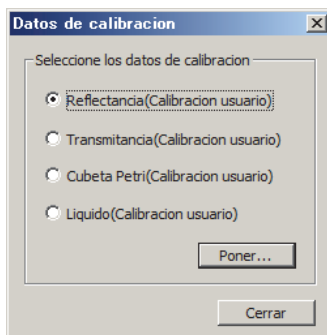 Datos de calibracion
Seleccione los datos de calibracion
Reflectancia(Calibracion usuario)
Transmitancia(Calibracion usuario)
Cubeta Petri(Calibracion usuario)
Liquido(Calibracion usuario)
Poner...
Cerrar